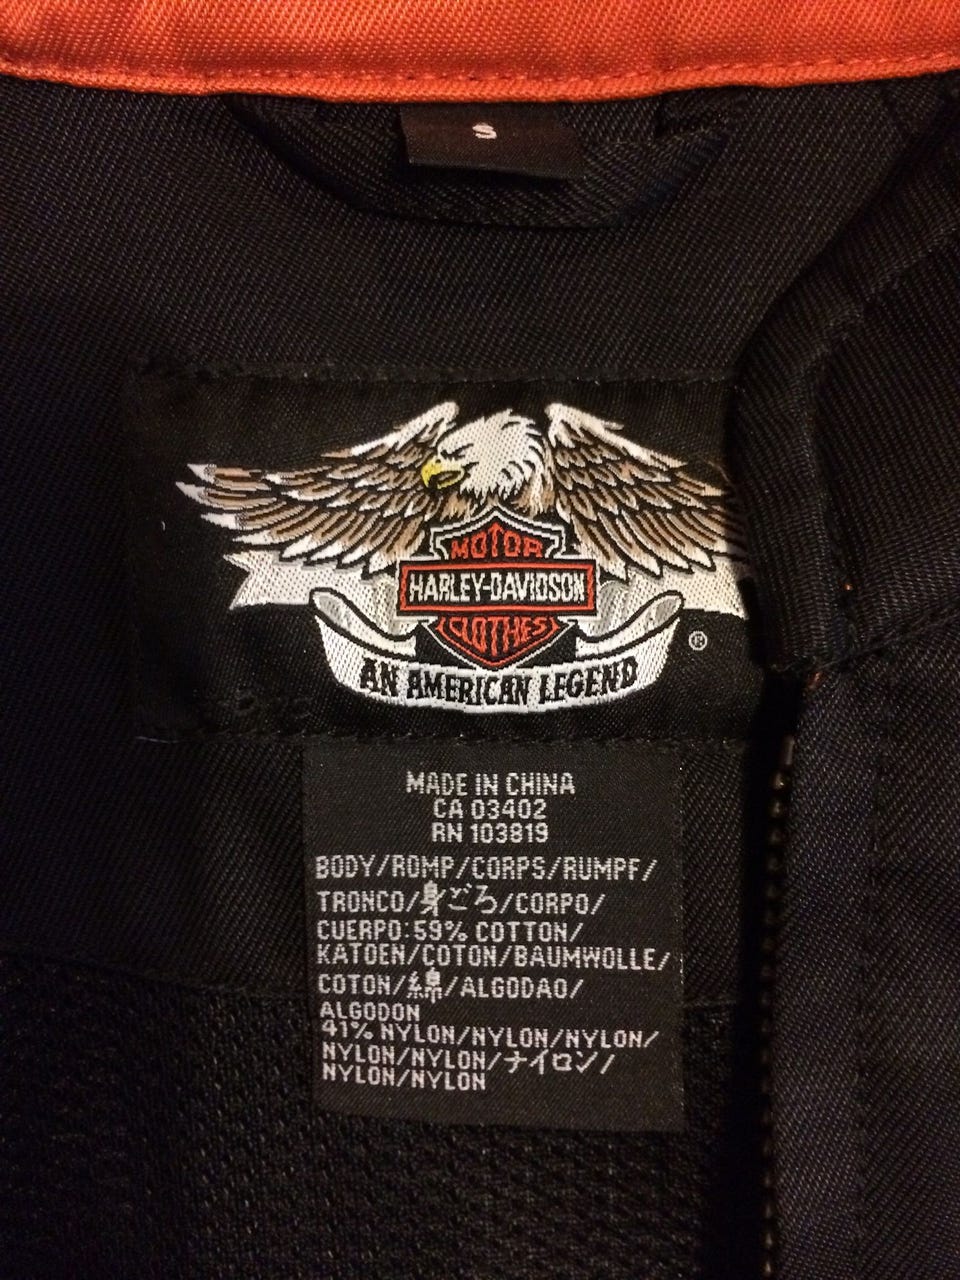 S
MOTOR
HARLEY-DAVIDSON
CLOTHES
®
AN AMERICAN LEGEND
MADE IN CHINA
CA 03402
RN 103819
BODY/ROMP/CORPS/RUMPF/
TRONCO/身ごろ/CORPO/
CUERPO:59% COTTON/
KATOEN/COTON/BAUMWOLLE/
COTON/綿/ALGODAO/
ALGODON
41% NYLON/NYLON/NYLON/
NYLON/NYLON/ナイロン/
NYLON/NYLON